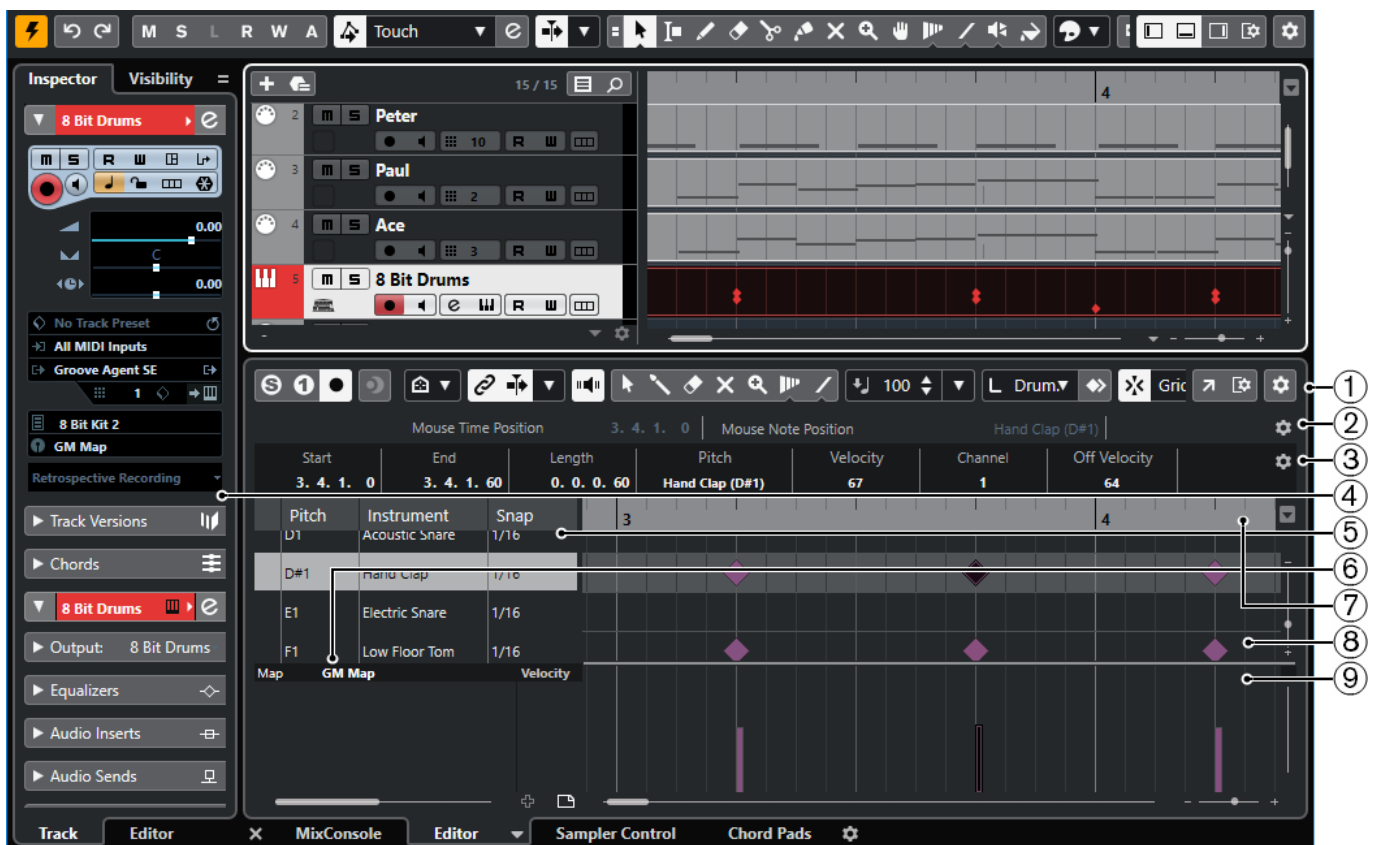 M S L R W A Touch
Inspector Visibility
15 / 15
4
8 Bit Drums
2 m S Peter
10 R W
m S R W
3 m S Paul
2 R W
0.00
4 m S Ace
C
3 R W
0.00
5 m S 8 Bit Drums
R W
No Track Preset
All MIDI Inputs
Groove Agent SE
1
S 1 100 L Drum. Gric
1
8 Bit Kit 2
GM Map
Mouse Time Position 3. 4. 1. 0 Mouse Note Position Hand Clap (D#1)
2
Start End Length Pitch Velocity Channel Off Velocity
3
3. 4. 1. 0 3. 4. 1. 60 0. 0. 0. 60 Hand Clap (D#1) 67 1 64
Retrospective Recording
4
Track Versions
Pitch Instrument Snap 3 4
D1 Acoustic Snare 1/16
5
Chords
D#1 Hand Clap 1/16
6
8 Bit Drums
E1 Electric Snare 1/16
7
Output: 8 Bit Drums
F1 Low Floor Tom 1/16
8
Map GM Map Velocity
9
Equalizers
Audio Inserts
Audio Sends
Track Editor MixConsole Editor Sampler Control Chord Pads